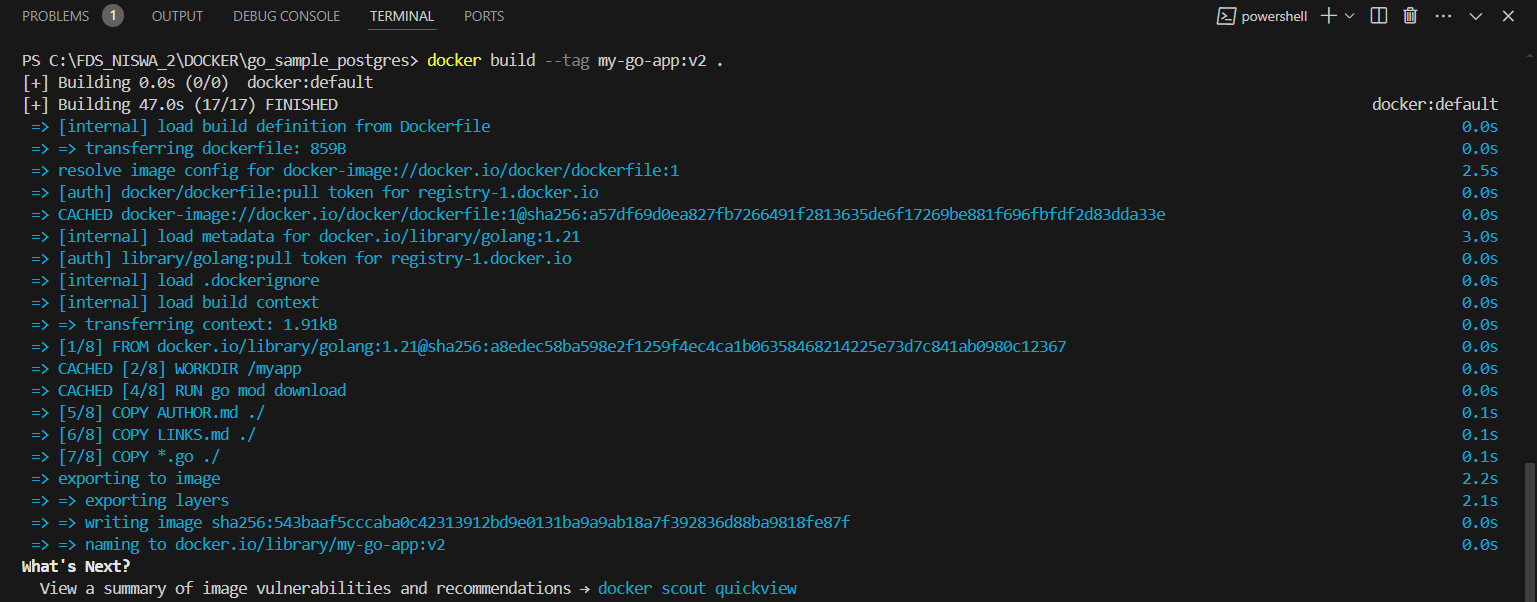 PROBLEMS 1 OUTPUT DEBUG CONSOLE TERMINAL PORTS powershell
PS C:\FDS_NISWA_2\DOCKER\go_sample_postgres> docker build --tag my-go-app:v2 .
[+] Building 0.0s (0/0)  docker:default
[+] Building 47.0s (17/17) FINISHED docker:default
=> [internal] load build definition from Dockerfile 0.0s
=> => transferring dockerfile: 859B 0.0s
=> resolve image config for docker-image://docker.io/docker/dockerfile:1 2.5s
=> [auth] docker/dockerfile:pull token for registry-1.docker.io 0.0s
=> CACHED docker-image://docker.io/docker/dockerfile:1@sha256:a57df69d0ea827fb7266491f2813635de6f17269be881f696fbfdf2d83dda33e 0.0s
=> [internal] load metadata for docker.io/library/golang:1.21 3.0s
=> [auth] library/golang:pull token for registry-1.docker.io 0.0s
=> [internal] load .dockerignore 0.0s
=> [internal] load build context 0.0s
=> => transferring context: 1.91kB 0.0s
=> [1/8] FROM docker.io/library/golang:1.21@sha256:a8edec58ba598e2f1259f4ec4ca1b06358468214225e73d7c841ab0980c12367 0.0s
=> CACHED [2/8] WORKDIR /myapp 0.0s
=> CACHED [4/8] RUN go mod download 0.0s
=> [5/8] COPY AUTHOR.md ./ 0.1s
=> [6/8] COPY LINKS.md ./ 0.1s
=> [7/8] COPY *.go ./ 0.1s
=> exporting to image 2.2s
=> => exporting layers 2.1s
=> => writing image sha256:543baaf5cccaba0c42313912bd9e0131ba9a9ab18a7f392836d88ba9818fe87f 0.0s
=> => naming to docker.io/library/my-go-app:v2 0.0s
What's Next?
View a summary of image vulnerabilities and recommendations → docker scout quickview